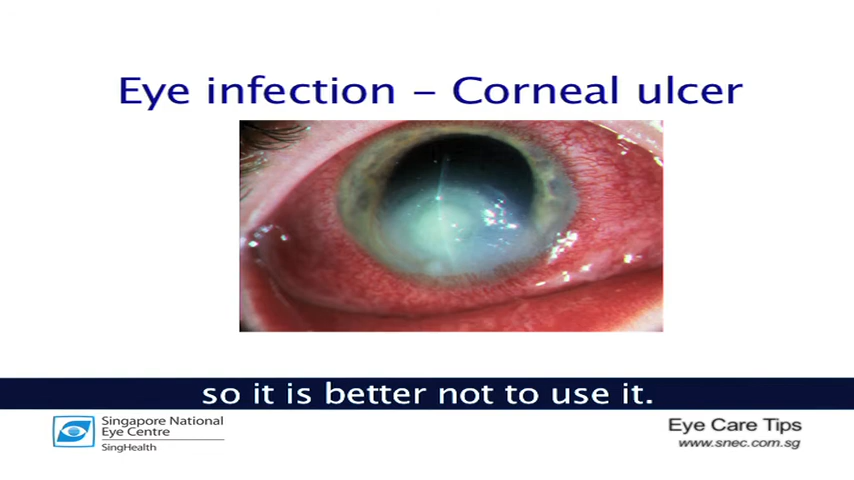 Eye infection – Corneal ulcer
so it is better not to use it.
Singapore National
Eye Centre
SingHealth
Eye Care Tips
www.snec.com.sg